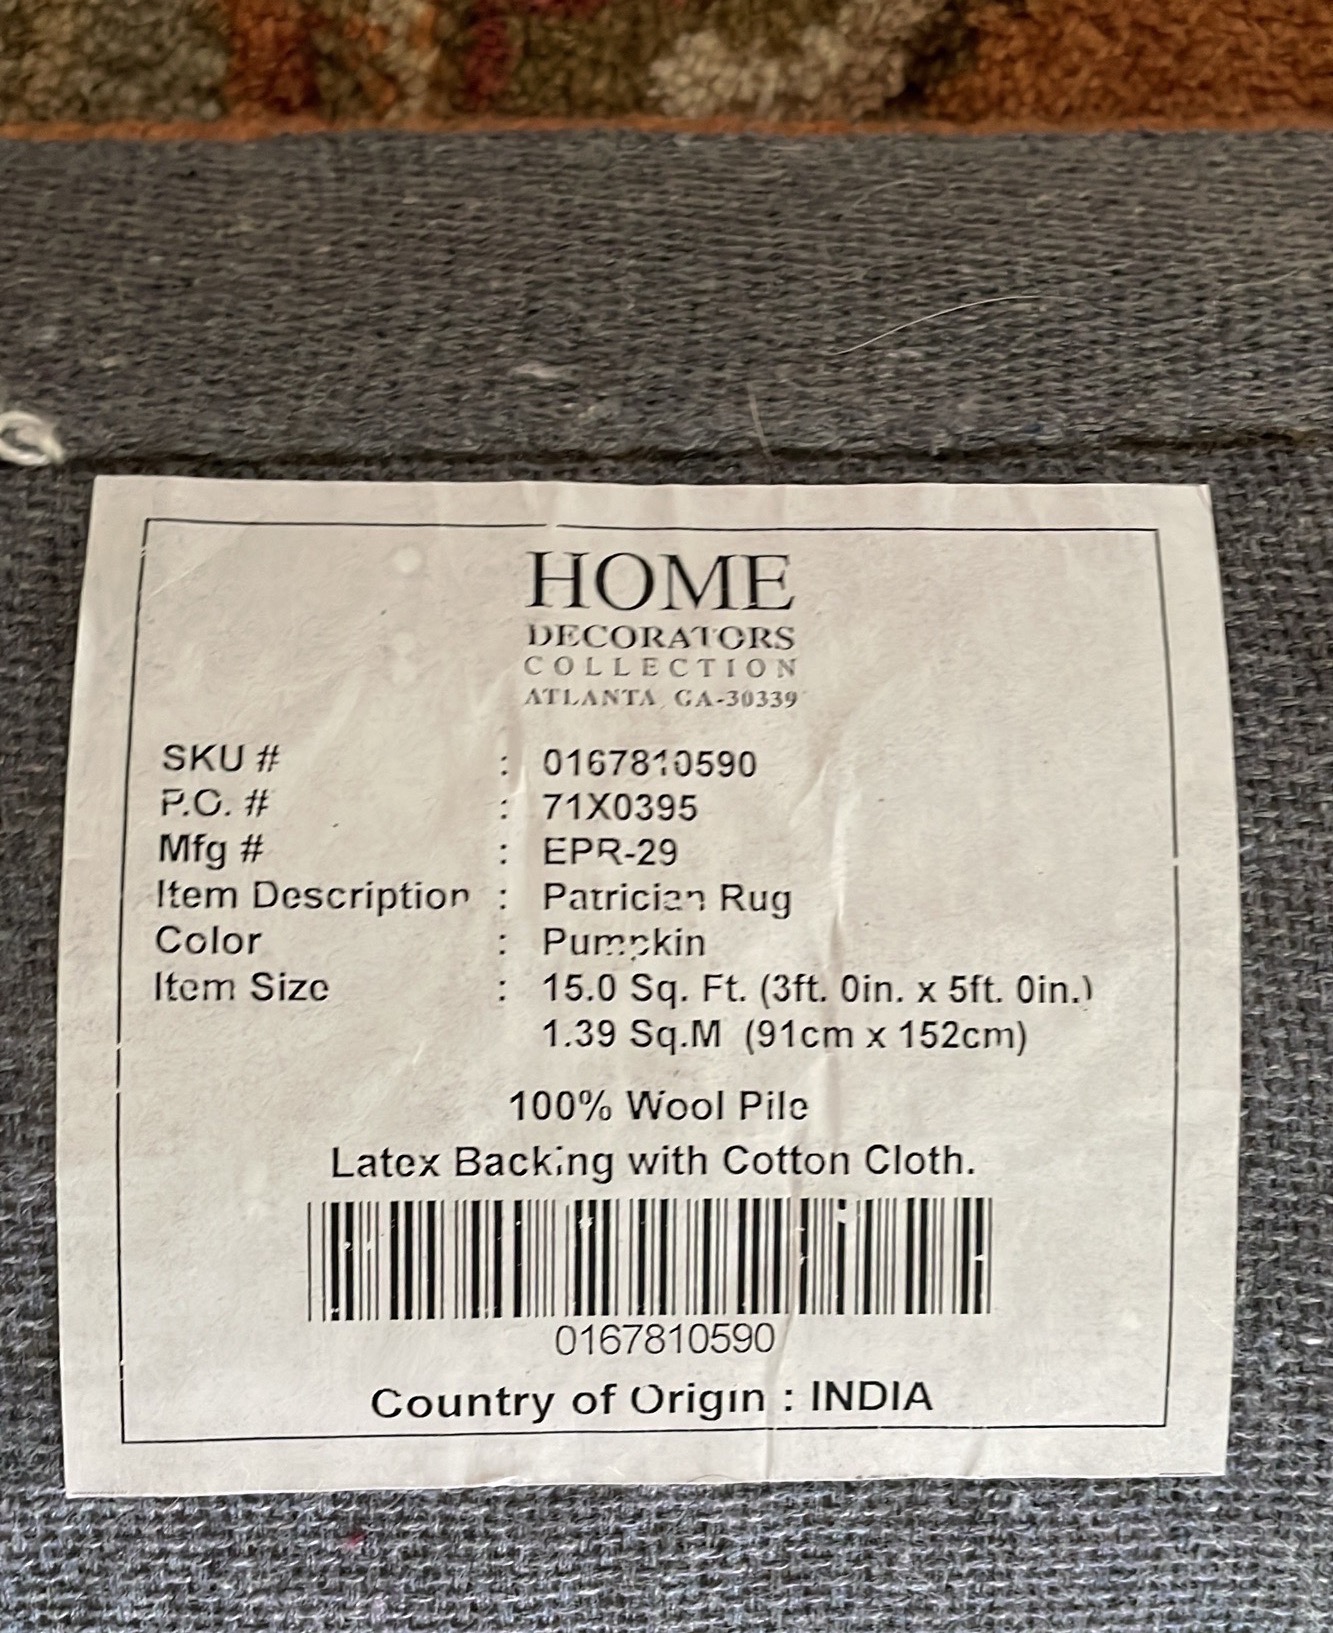 HOME
DECORATORS
COLLECTION
ATLANTA, GA-30339
SKU # : 0167810590
P.O. # : 71X0395
Mfg # : EPR-29
Item Description : Patrician Rug
Color : Pumpkin
Item Size : 15.0 Sq. Ft. (3ft. 0in. x 5ft. 0in.)
1.39 Sq.M (91cm x 152cm)
100% Wool Pile
Latex Backing with Cotton Cloth.
0167810590
Country of Origin : INDIA